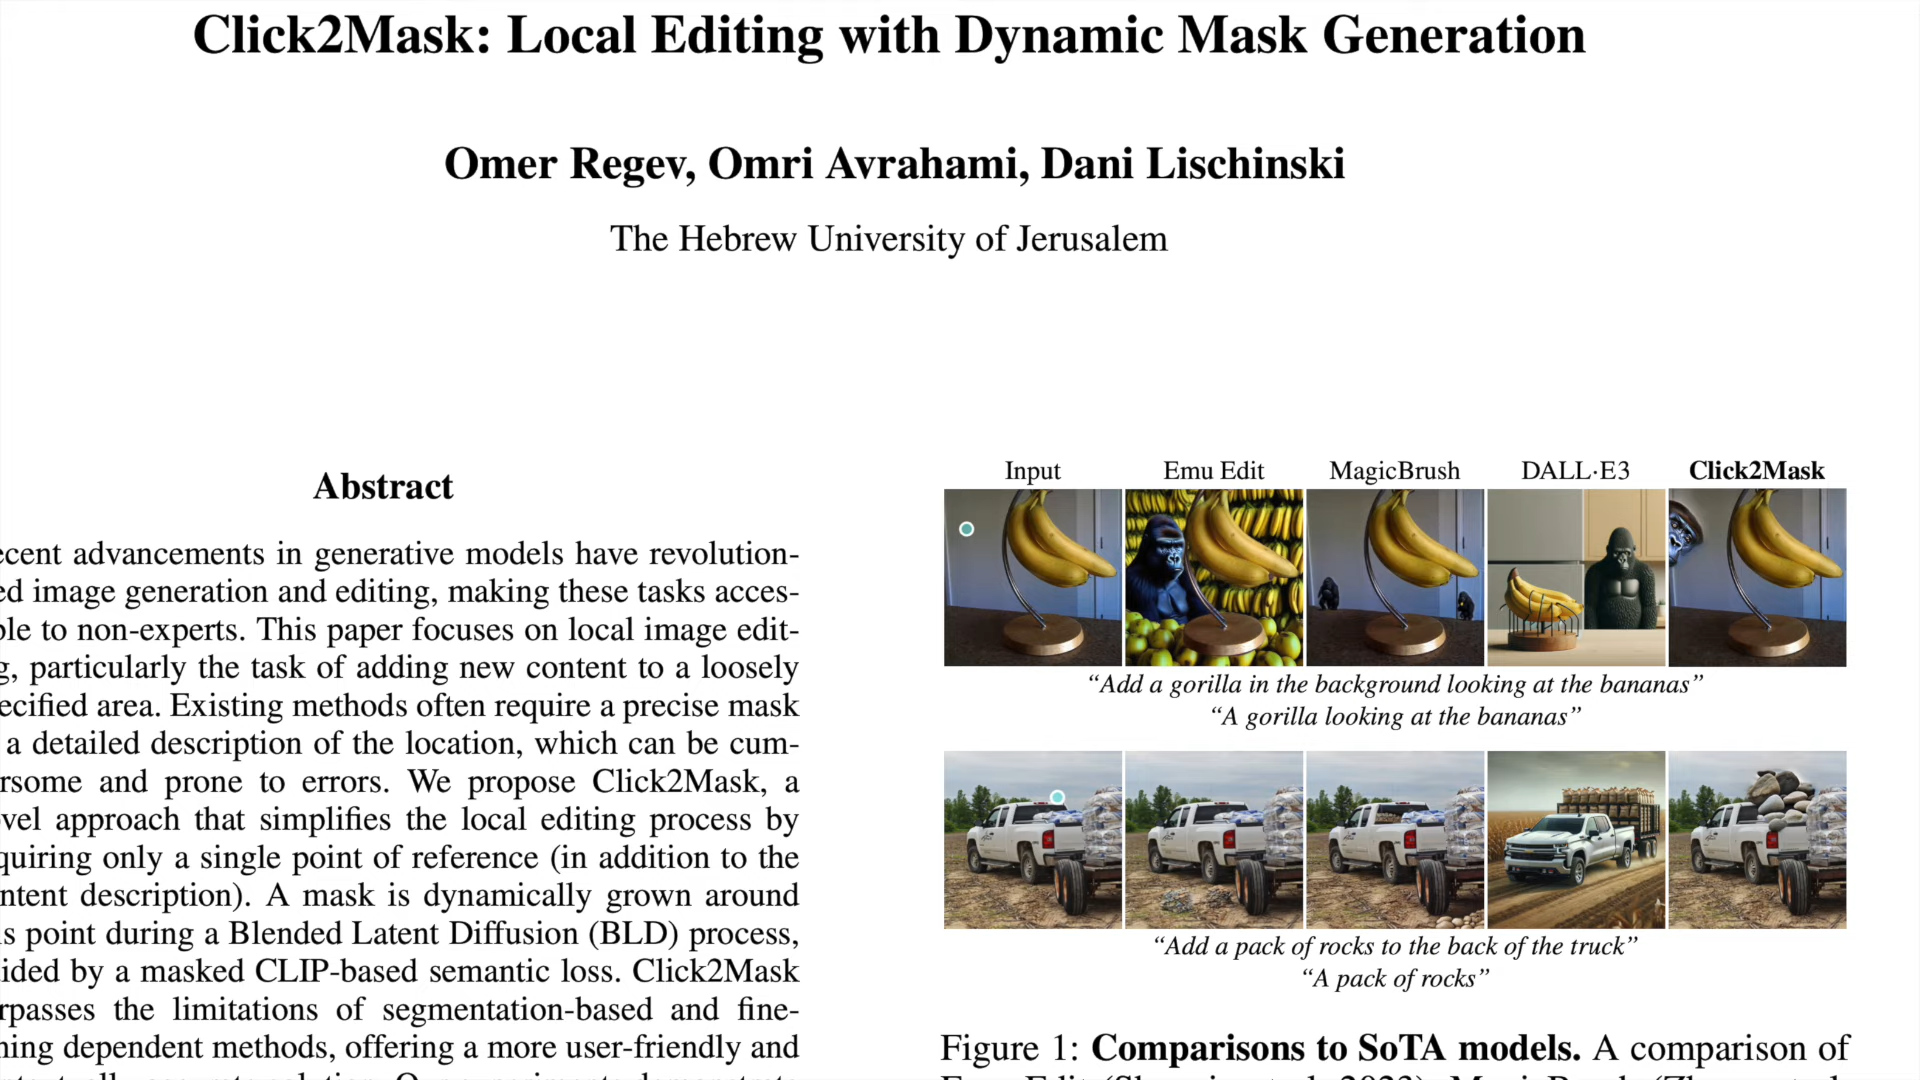 Click2Mask: Local Editing with Dynamic Mask Generation
Omer Regev, Omri Avrahami, Dani Lischinski
The Hebrew University of Jerusalem
Abstract
ecent advancements in generative models have revolution-
ed image generation and editing, making these tasks acces-
ble to non-experts. This paper focuses on local image edit-
g, particularly the task of adding new content to a loosely
ecified area. Existing methods often require a precise mask
a detailed description of the location, which can be cum-
rsome and prone to errors. We propose Click2Mask, a
ovel approach that simplifies the local editing process by
quiring only a single point of reference (in addition to the
ntent description). A mask is dynamically grown around
is point during a Blended Latent Diffusion (BLD) process,
ided by a masked CLIP-based semantic loss. Click2Mask
rpasses the limitations of segmentation-based and fine-
ning dependent methods, offering a more user-friendly and
Input Emu Edit MagicBrush DALL·E3 Click2Mask
“Add a gorilla in the background looking at the bananas”
“A gorilla looking at the bananas”
“Add a pack of rocks to the back of the truck”
“A pack of rocks”
Figure 1: Comparisons to SoTA models. A comparison of